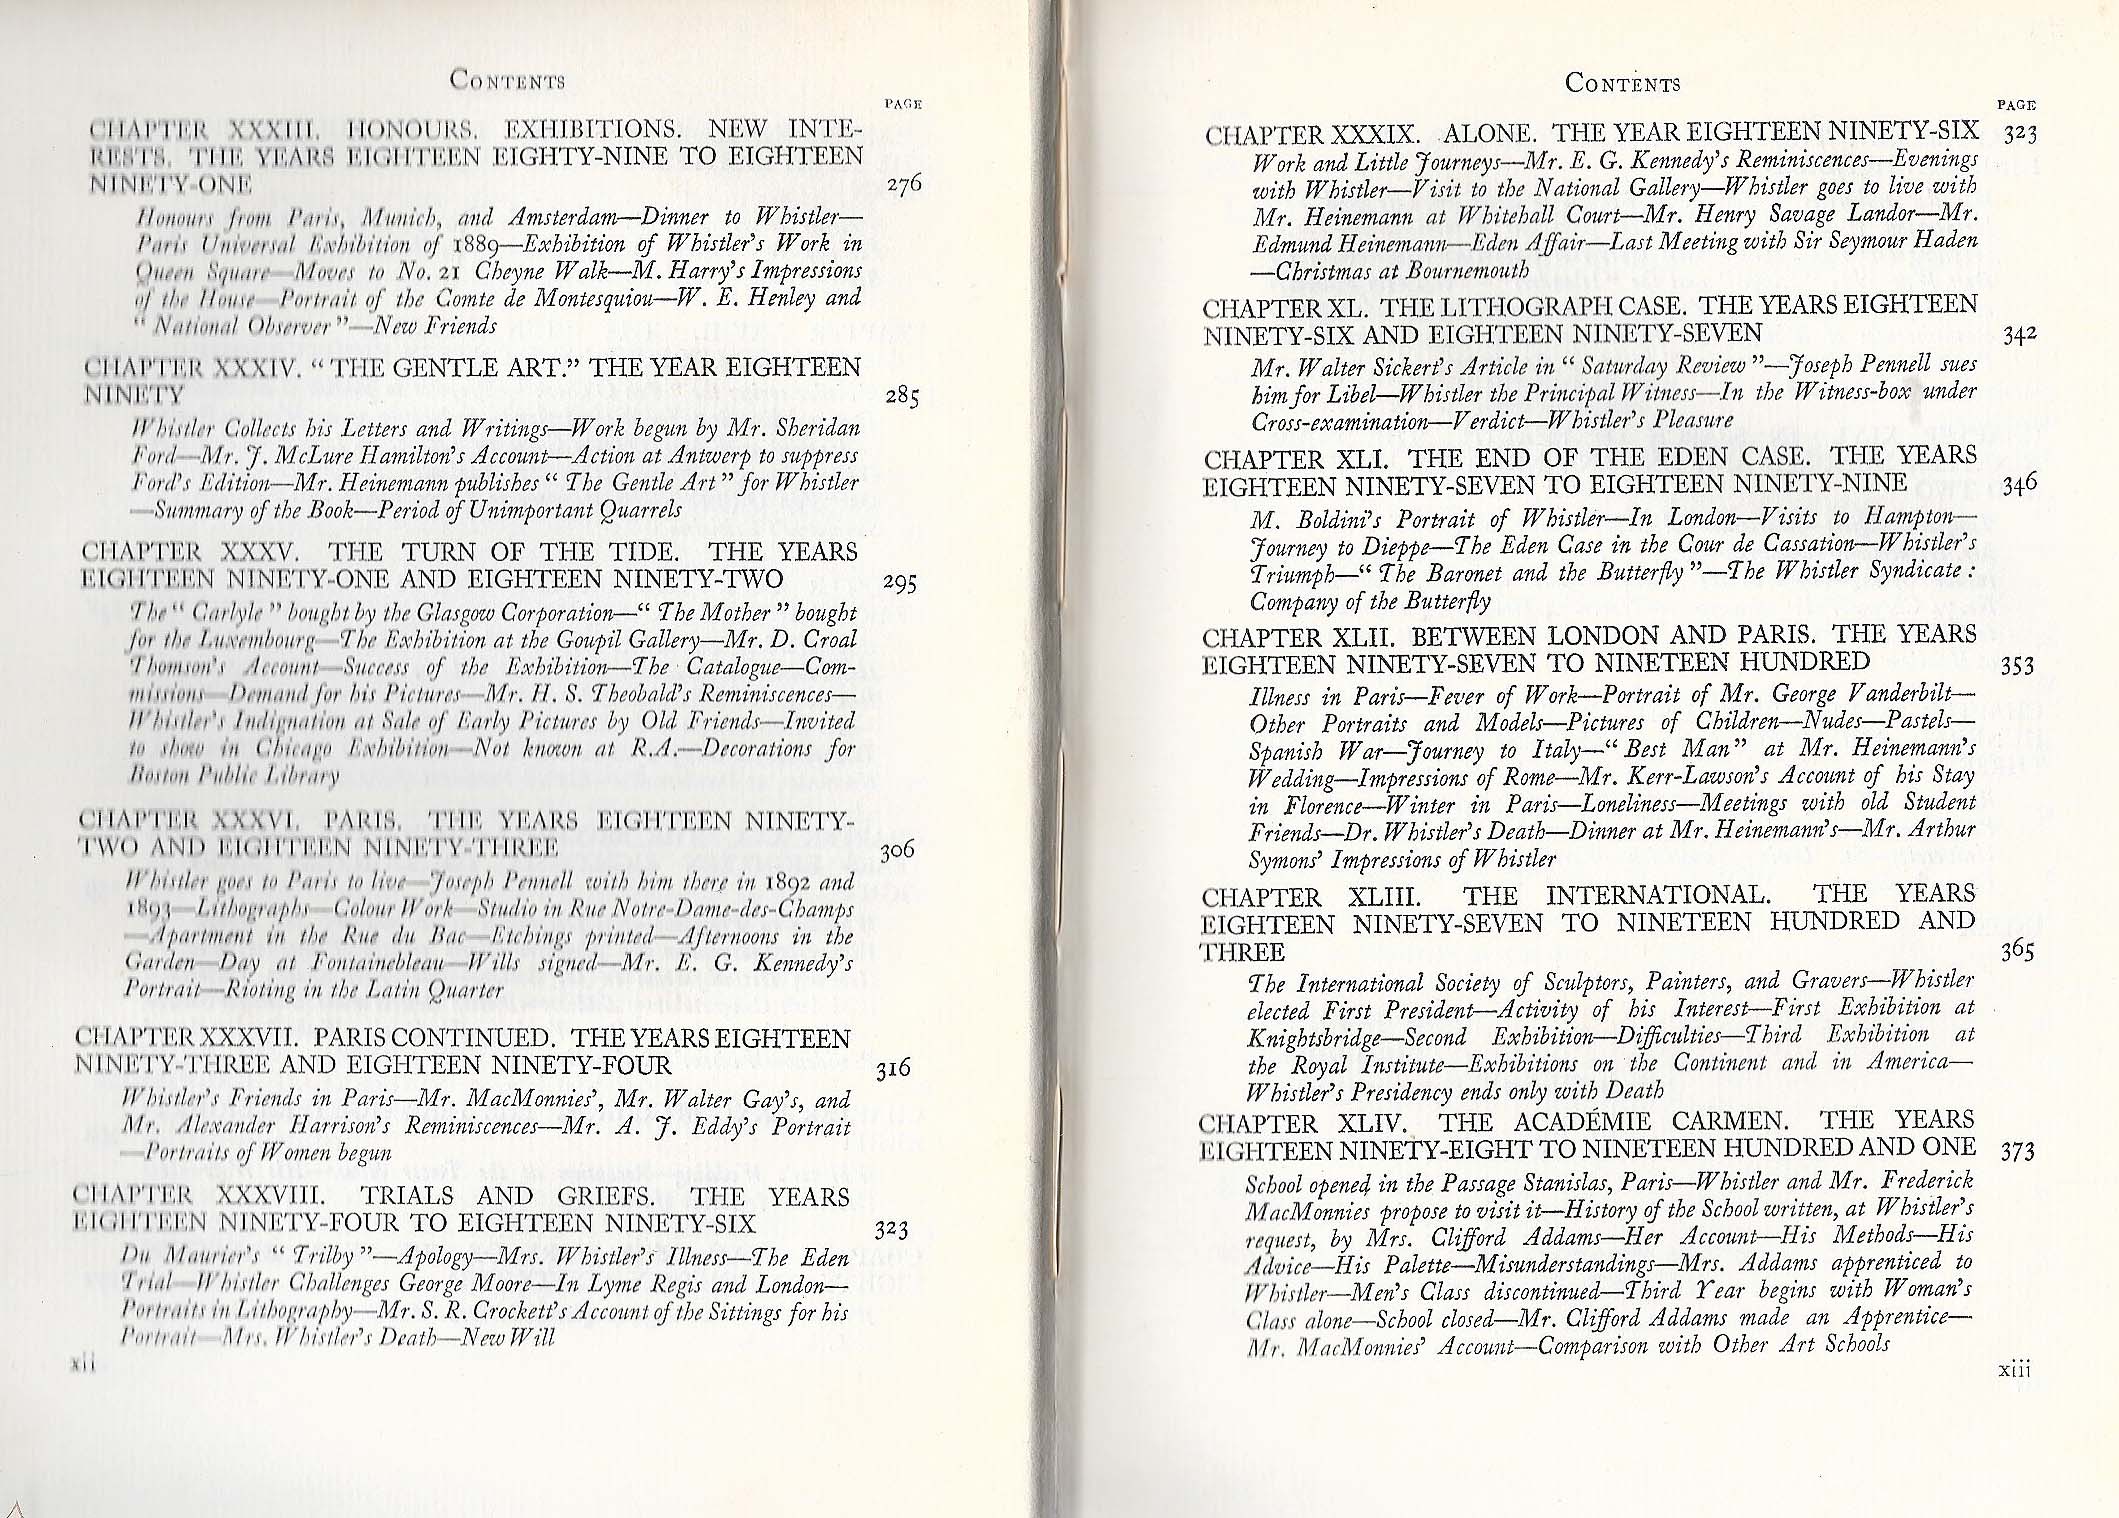 CONTENTS
PAGE
CHAPTER XXXIII. HONOURS. EXHIBITIONS. NEW INTE-
RESTS. THE YEARS EIGHTEEN EIGHTY-NINE TO EIGHTEEN
NINETY-ONE 276
Honours from Paris, Munich, and Amsterdam—Dinner to Whistler—
Paris Universal Exhibition of 1889—Exhibition of Whistler's Work in
Queen Square—Moves to No. 21 Cheyne Walk—M. Harry's Impressions
of the House—Portrait of the Comte de Montesquiou—W. E. Henley and
" National Observer "—New Friends
CHAPTER XXXIV. "THE GENTLE ART." THE YEAR EIGHTEEN
NINETY 285
Whistler Collects his Letters and Writings—Work begun by Mr. Sheridan
Ford—Mr. J. McLure Hamilton's Account—Action at Antwerp to suppress
Ford's Edition—Mr. Heinemann publishes " The Gentle Art " for Whistler
—Summary of the Book—Period of Unimportant Quarrels
CHAPTER XXXV. THE TURN OF THE TIDE. THE YEARS
EIGHTEEN NINETY-ONE AND EIGHTEEN NINETY-TWO 295
The " Carlyle " bought by the Glasgow Corporation—" The Mother " bought
for the Luxembourg—The Exhibition at the Goupil Gallery—Mr. D. Croal
Thomson's Account—Success of the Exhibition—The Catalogue—Com-
missions—Demand for his Pictures—Mr. H. S. Theobald's Reminiscences—
Whistler's Indignation at Sale of Early Pictures by Old Friends—Invited
to show in Chicago Exhibition—Not known at R.A.—Decorations for
Boston Public Library
CHAPTER XXXVI. PARIS. THE YEARS EIGHTEEN NINETY-
TWO AND EIGHTEEN NINETY-THREE 306
Whistler goes to Paris to live—Joseph Pennell with him there in 1892 and
1893—Lithographs—Colour Work—Studio in Rue Notre-Dame-des-Champs
—Apartment in the Rue du Bac—Etchings printed—Afternoons in the
Garden—Day at Fontainebleau—Wills signed—Mr. E. G. Kennedy's
Portrait—Rioting in the Latin Quarter
CHAPTER XXXVII. PARIS CONTINUED. THE YEARS EIGHTEEN
NINETY-THREE AND EIGHTEEN NINETY-FOUR 316
Whistler's Friends in Paris—Mr. MacMonnies', Mr. Walter Gay's, and
Mr. Alexander Harrison's Reminiscences—Mr. A. J. Eddy's Portrait
—Portraits of Women begun
CHAPTER XXXVIII. TRIALS AND GRIEFS. THE YEARS
EIGHTEEN NINETY-FOUR TO EIGHTEEN NINETY-SIX 323
Du Maurier's " Trilby "—Apology—Mrs. Whistler's Illness—The Eden
Trial—Whistler Challenges George Moore—In Lyme Regis and London—
Portraits in Lithography—Mr. S. R. Crockett's Account of the Sittings for his
Portrait—Mrs. Whistler's Death—New Will
xii
CONTENTS
PAGE
CHAPTER XXXIX. ALONE. THE YEAR EIGHTEEN NINETY-SIX 323
Work and Little Journeys—Mr. E. G. Kennedy's Reminiscences—Evenings
with Whistler—Visit to the National Gallery—Whistler goes to live with
Mr. Heinemann at Whitehall Court—Mr. Henry Savage Landor—Mr.
Edmund Heinemann—Eden Affair—Last Meeting with Sir Seymour Haden
—Christmas at Bournemouth
CHAPTER XL. THE LITHOGRAPH CASE. THE YEARS EIGHTEEN
NINETY-SIX AND EIGHTEEN NINETY-SEVEN 342
Mr. Walter Sickert's Article in " Saturday Review "—Joseph Pennell sues
him for Libel—Whistler the Principal Witness—In the Witness-box under
Cross-examination—Verdict—Whistler's Pleasure
CHAPTER XLI. THE END OF THE EDEN CASE. THE YEARS
EIGHTEEN NINETY-SEVEN TO EIGHTEEN NINETY-NINE 346
M. Boldini's Portrait of Whistler—In London—Visits to Hampton—
Journey to Dieppe—The Eden Case in the Cour de Cassation—Whistler's
Triumph—" The Baronet and the Butterfly "—The Whistler Syndicate :
Company of the Butterfly
CHAPTER XLII. BETWEEN LONDON AND PARIS. THE YEARS
EIGHTEEN NINETY-SEVEN TO NINETEEN HUNDRED 353
Illness in Paris—Fever of Work—Portrait of Mr. George Vanderbilt—
Other Portraits and Models—Pictures of Children—Nudes—Pastels—
Spanish War—Journey to Italy—" Best Man " at Mr. Heinemann's
Wedding—Impressions of Rome—Mr. Kerr-Lawson's Account of his Stay
in Florence—Winter in Paris—Loneliness—Meetings with old Student
Friends—Dr. Whistler's Death—Dinner at Mr. Heinemann's—Mr. Arthur
Symons' Impressions of Whistler
CHAPTER XLIII. THE INTERNATIONAL. THE YEARS
EIGHTEEN NINETY-SEVEN TO NINETEEN HUNDRED AND
THREE 365
The International Society of Sculptors, Painters, and Gravers—Whistler
elected First President—Activity of his Interest—First Exhibition at
Knightsbridge—Second Exhibition—Difficulties—Third Exhibition at
the Royal Institute—Exhibitions on the Continent and in America—
Whistler's Presidency ends only with Death
CHAPTER XLIV. THE ACADÉMIE CARMEN. THE YEARS
EIGHTEEN NINETY-EIGHT TO NINETEEN HUNDRED AND ONE 373
School opened in the Passage Stanislas, Paris—Whistler and Mr. Frederick
MacMonnies propose to visit it—History of the School written, at Whistler's
request, by Mrs. Clifford Addams—Her Account—His Methods—His
Advice—His Palette—Misunderstandings—Mrs. Addams apprenticed to
Whistler—Men's Class discontinued—Third Year begins with Woman's
Class alone—School closed—Mr. Clifford Addams made an Apprentice—
Mr. MacMonnies' Account—Comparison with Other Art Schools
xiii